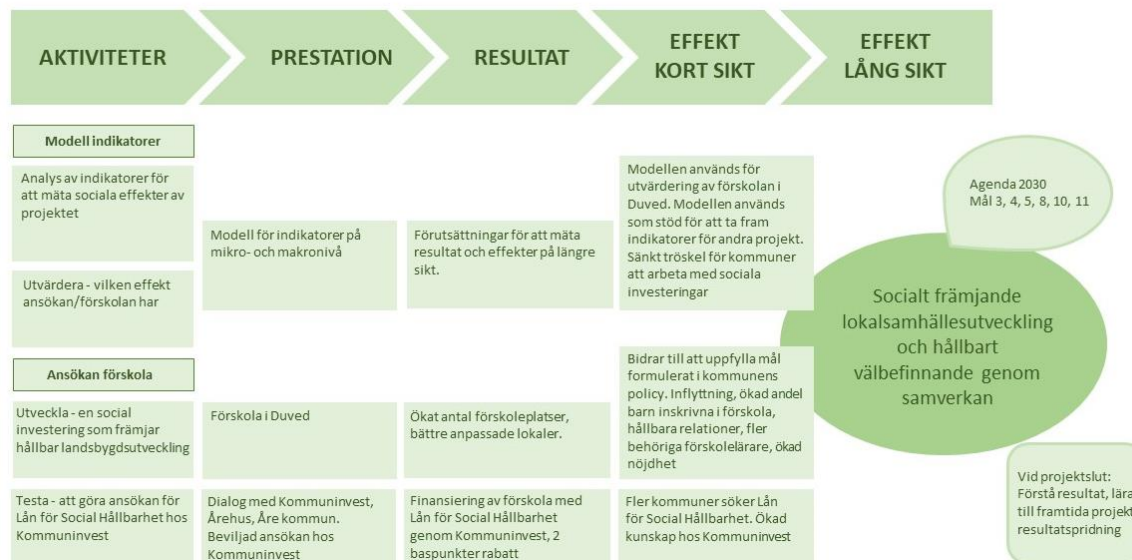 AKTIVITETER
PRESTATION
RESULTAT
EFFEKT
KORT SIKT
EFFEKT
LÅNG SIKT
Modell indikatorer
Analys av indikatorer för
att mäta sociala effekter av
projektet
Utvärdera - vilken effekt
ansökan/förskolan har
Modell för indikatorer på
mikro- och makronivå
Förutsättningar för att mäta
resultat och effekter på längre
sikt.
Modellen används för
utvärdering av förskolan i
Duved. Modellen används
som stöd för att ta fram
indikatorer för andra projekt.
Sänkt tröskel för kommuner
att arbeta med sociala
investeringar
Agenda 2030
Mål 3, 4, 5, 8, 10, 11
Socialt främjande
lokalsamhällesutveckling
och hållbart
välbefinnande genom
samverkan
Ansökan förskola
Utveckla - en social
investering som främjar
hållbar landsbygdsutveckling
Förskola i Duved
Ökat antal förskoleplatser,
bättre anpassade lokaler.
Bidrar till att uppfylla mål
formulerat i kommunens
policy. Inflyttning, ökad andel
barn inskrivna i förskola,
hållbara relationer, fler
behöriga förskolelärare, ökad
nöjdhet
Testa - att göra ansökan för
Lån för Social Hållbarhet hos
Kommuninvest
Dialog med Kommuninvest,
Årehus, Åre kommun.
Beviljad ansökan hos
Kommuninvest
Finansiering av förskola med
Lån för Social Hållbarhet
genom Kommuninvest, 2
baspunkter rabatt
Fler kommuner söker Lån
för Social Hållbarhet. Ökad
kunskap hos Kommuninvest
Vid projektslut:
Förstå resultat, lära
till framtida projekt
resultatspridning